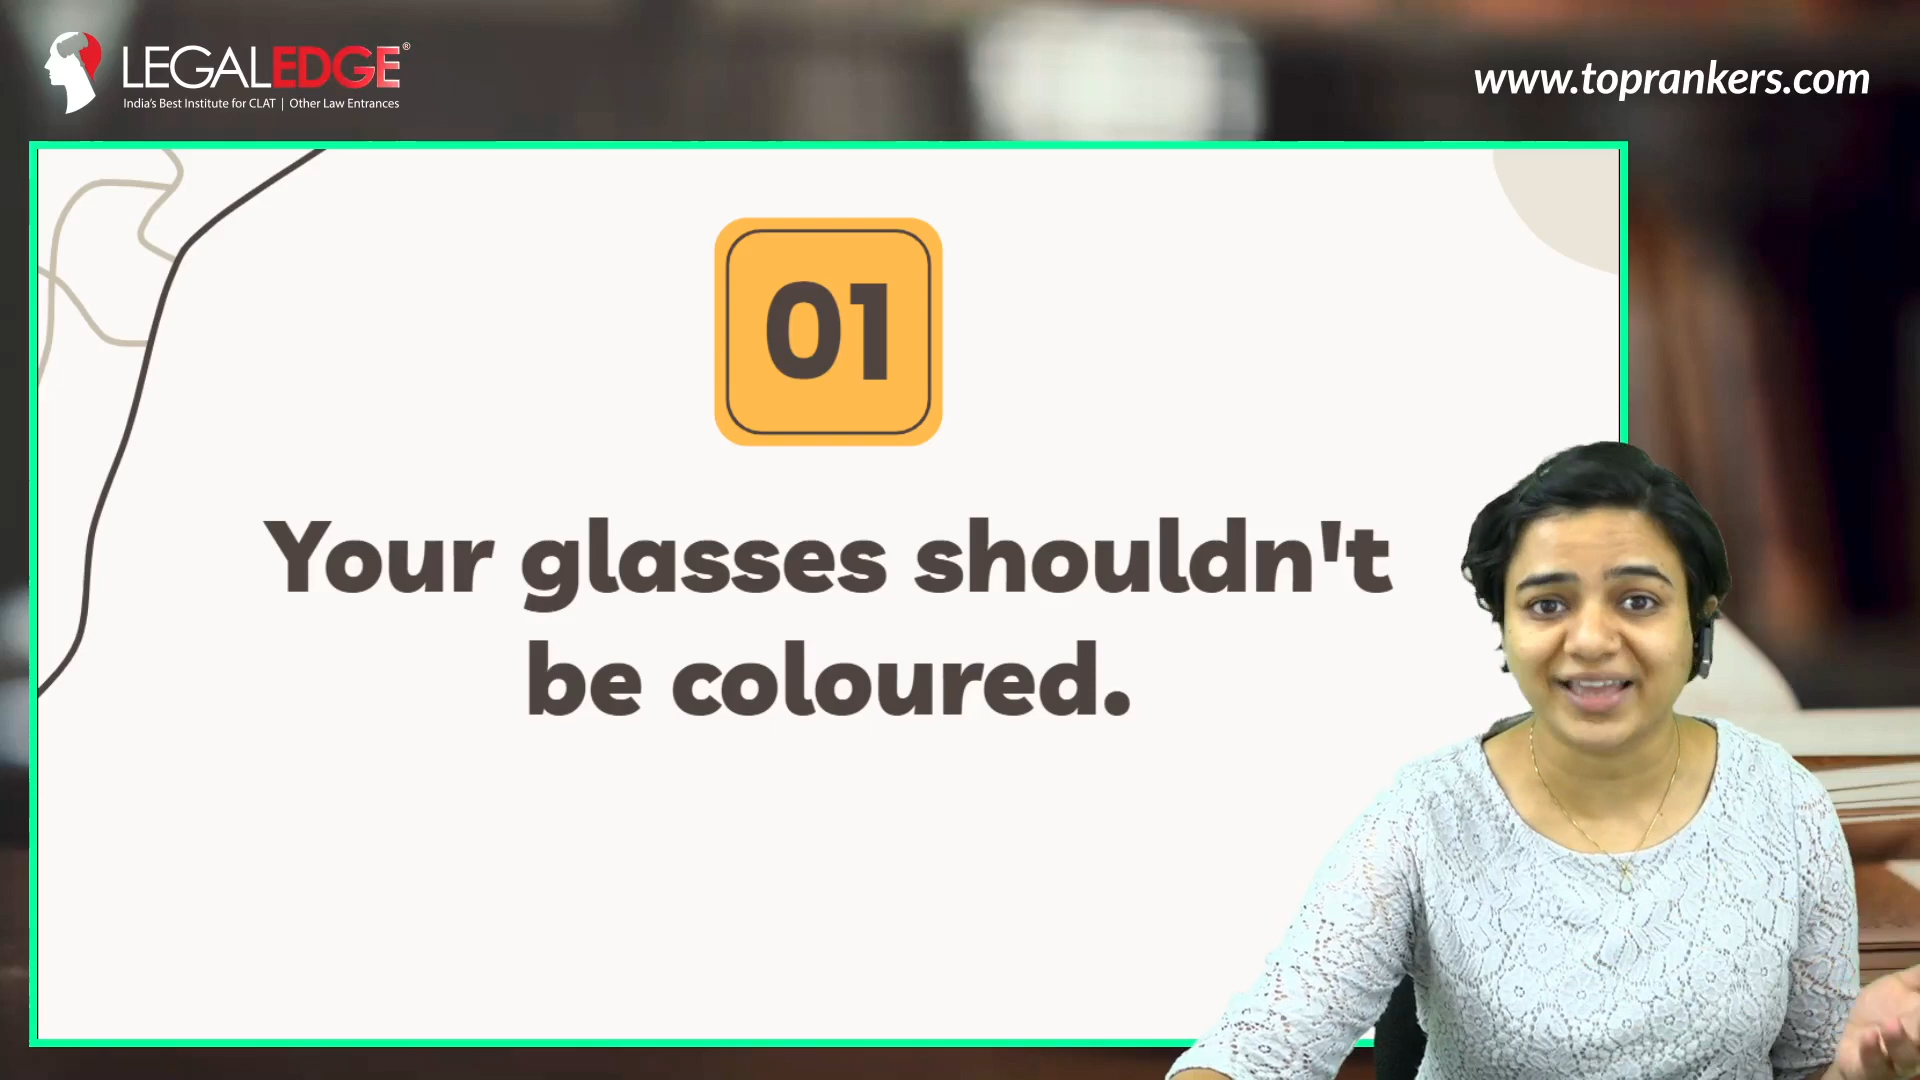 LEGALEDGE®
India's Best Institute for CLAT | Other Law Entrances
www.toprankers.com
01
Your glasses shouldn't
be coloured.